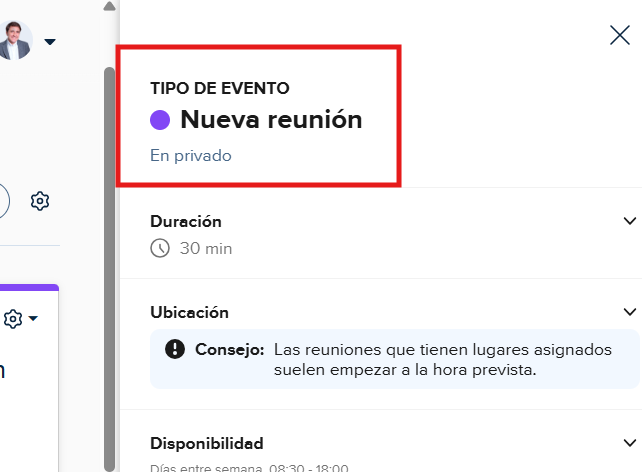 TIPO DE EVENTO
Nueva reunión
En privado
Duración
30 min
Ubicación
Consejo: Las reuniones que tienen lugares asignados
suelen empezar a la hora prevista.
Disponibilidad
Días entre semana, 08:30 - 18:00